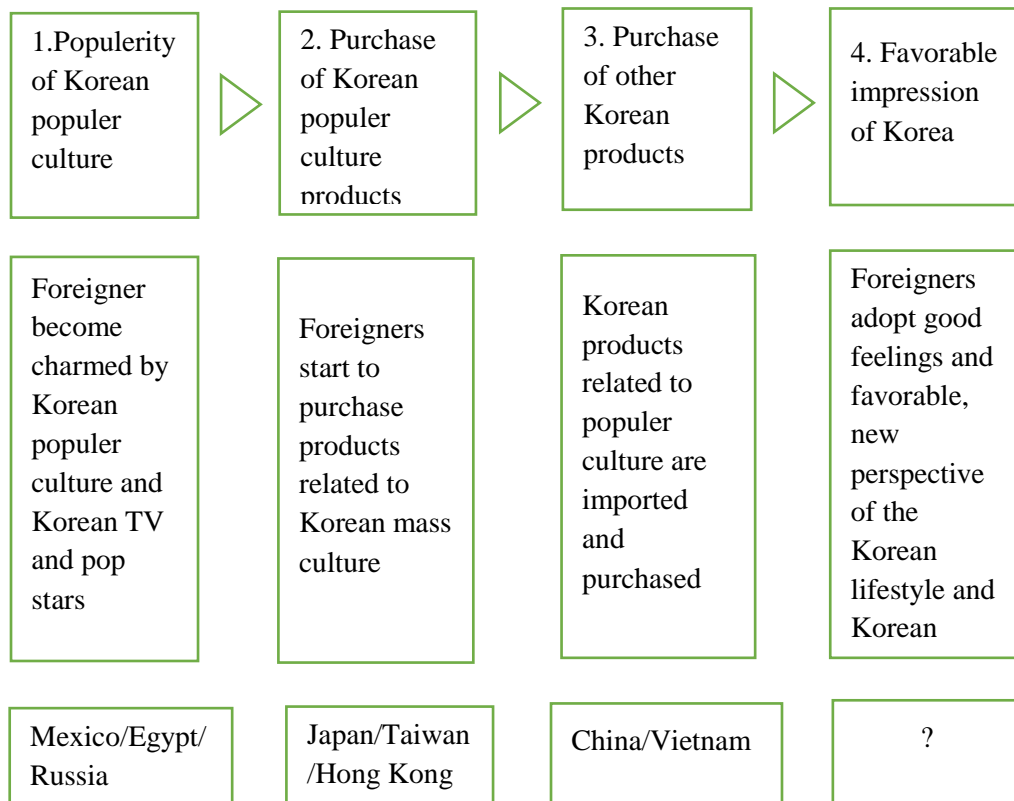 1.Populerity
of Korean
populer
culture
2. Purchase
of Korean
populer
culture
products
3. Purchase
of other
Korean
products
4. Favorable
impression
of Korea
Foreigner
become
charmed by
Korean
populer
culture and
Korean TV
and pop
stars
Foreigners
start to
purchase
products
related to
Korean mass
culture
Korean
products
related to
populer
culture are
imported
and
purchased
Foreigners
adopt good
feelings and
favorable,
new
perspective
of the
Korean
lifestyle and
Korean
Mexico/Egypt/
Russia
Japan/Taiwan
/Hong Kong
China/Vietnam
?